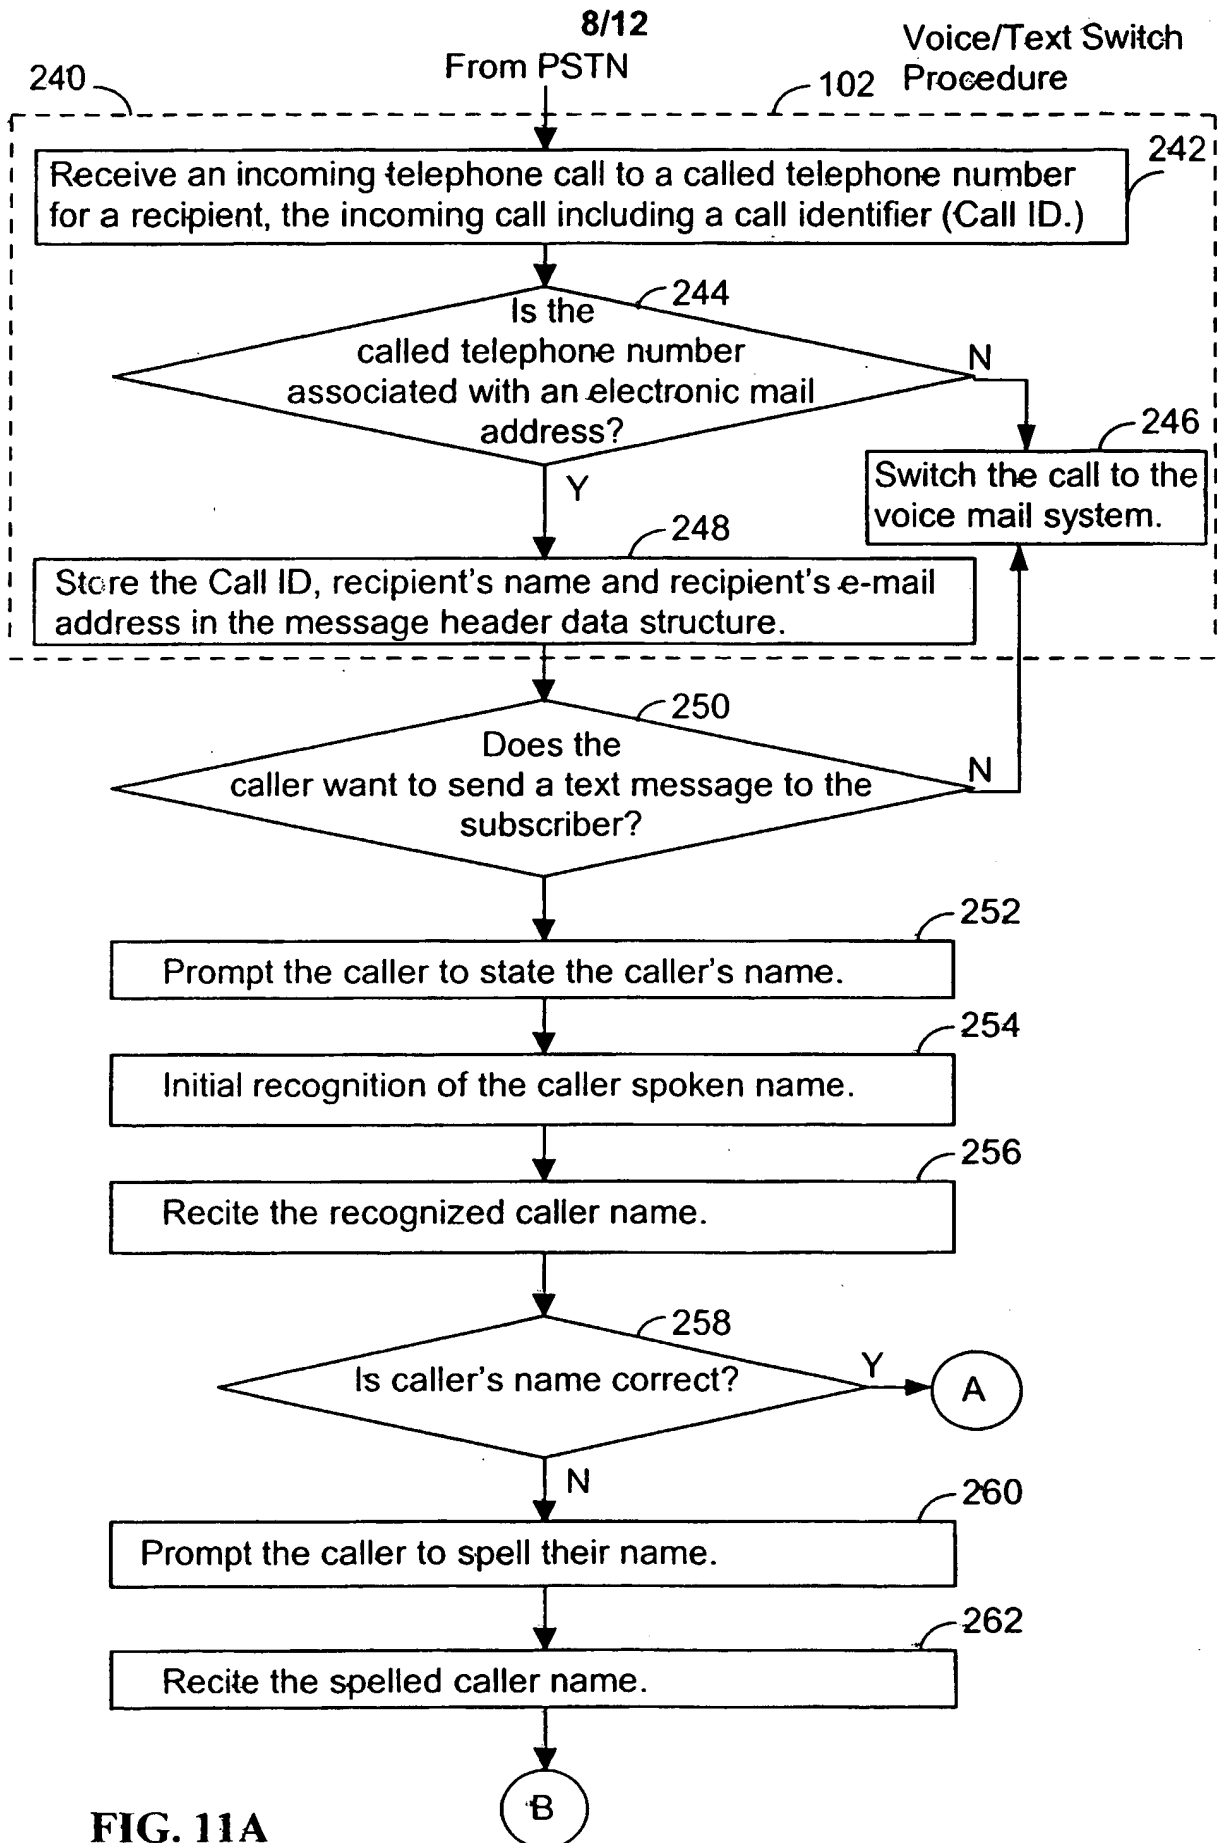 8/12
From PSTN
Voice/Text Switch
Procedure
240
102
242
Receive an incoming telephone call to a called telephone number
for a recipient, the incoming call including a call identifier (Call ID.)
244
Is the
called telephone number
associated with an electronic mail
address?
N
Y
246
Switch the call to the
voice mail system.
248
Store the Call ID, recipient's name and recipient's e-mail
address in the message header data structure.
250
Does the
caller want to send a text message to the
subscriber?
N
252
Prompt the caller to state the caller's name.
254
Initial recognition of the caller spoken name.
256
Recite the recognized caller name.
258
Is caller's name correct?
Y
A
N
260
Prompt the caller to spell their name.
262
Recite the spelled caller name.
B
FIG. 11A